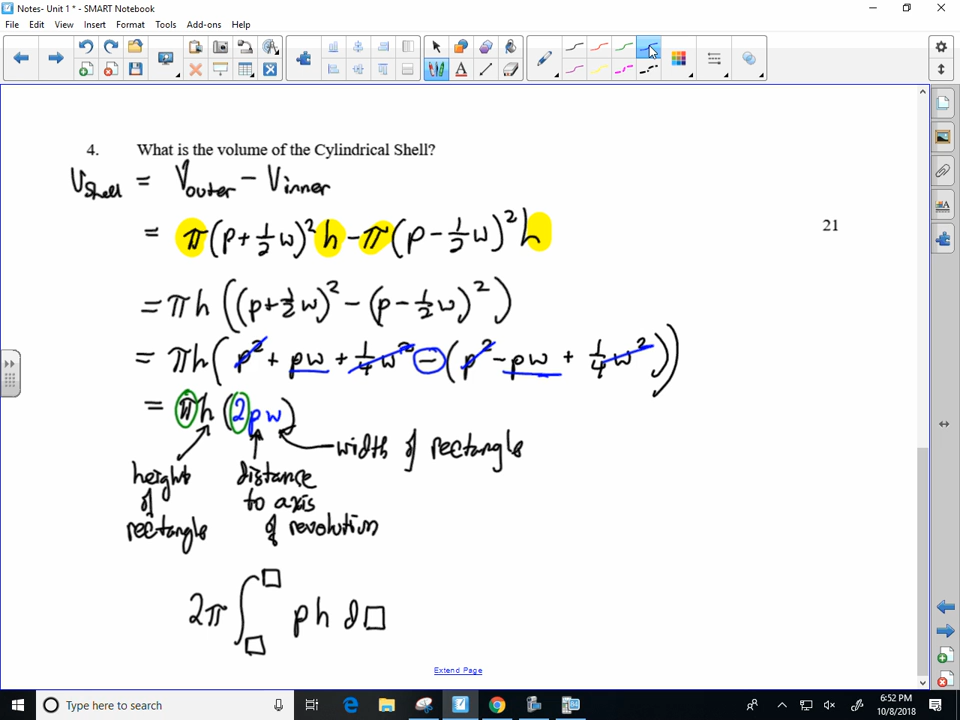 Notes- Unit 1 * - SMART Notebook
File Edit View Insert Format Tools Add-ons Help
4. What is the volume of the Cylindrical Shell?
V_Shell = V_outer - V_inner
= π(p+½w)²h - π(p-½w)²h
21
= πh((p+½w)² - (p-½w)²)
= πh(p² + pw + ¼w² - (p² - pw + ¼w²))
= πh(2pw)
width of rectangle
height of rectangle
distance to axis of revolution
2π∫□□ ph d□
Extend Page
Type here to search
6:52 PM
10/8/2018